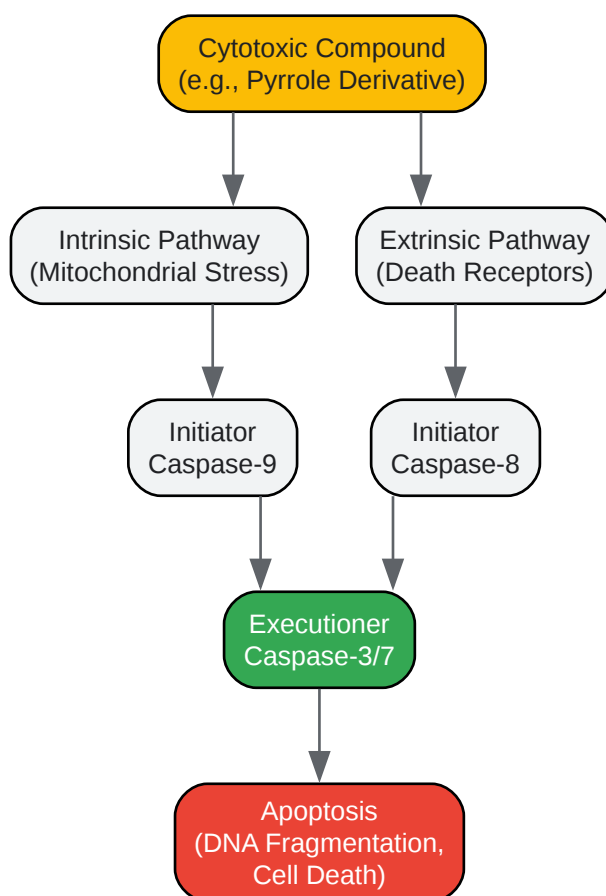 Cytotoxic Compound
(e.g., Pyrrole Derivative)
Intrinsic Pathway
(Mitochondrial Stress)
Extrinsic Pathway
(Death Receptors)
Initiator
Caspase-9
Initiator
Caspase-8
Executioner
Caspase-3/7
Apoptosis
(DNA Fragmentation,
Cell Death)